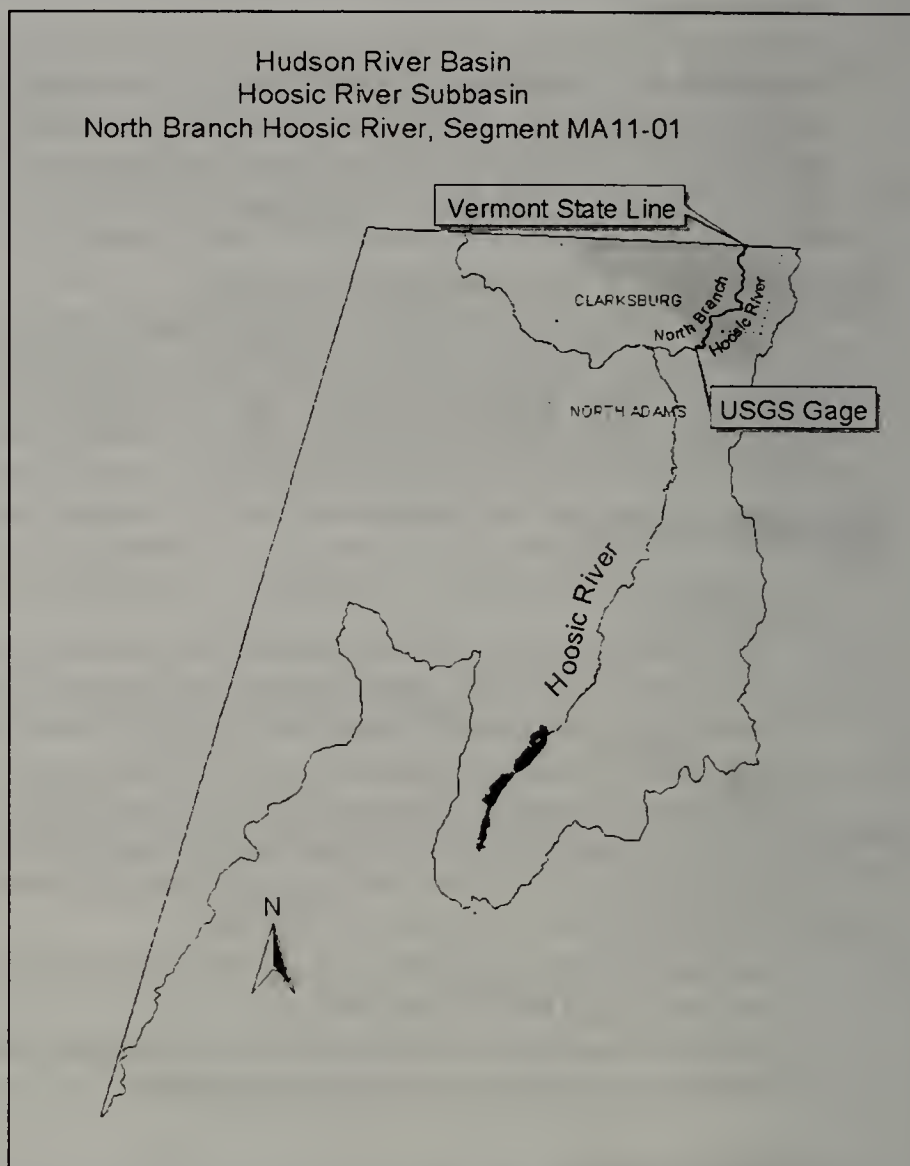 Hudson River Basin
Hoosic River Subbasin
North Branch Hoosic River, Segment MA11-01
Vermont State Line
CLARKSBURG
North Branch
Hoosic River
NORTH ADAMS
USGS Gage
Hoosic River
N